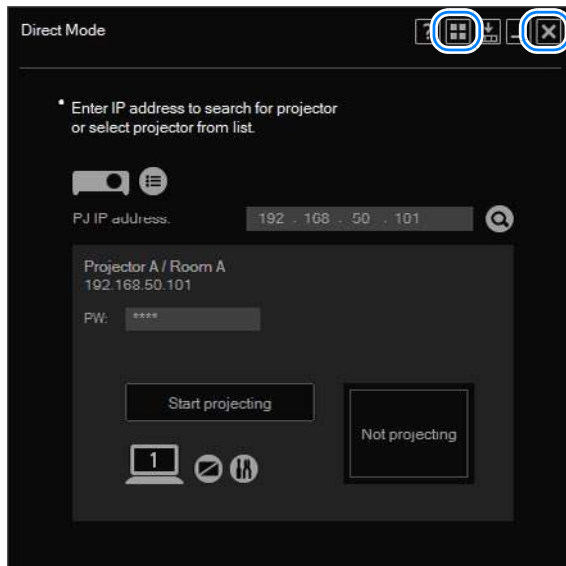 Direct Mode
?
Enter IP address to search for projector
or select projector from list.
PJ IP address:
192 . 168 . 50 . 101
Projector A / Room A
192.168.50.101
PW:
****
Start projecting
Not projecting
1